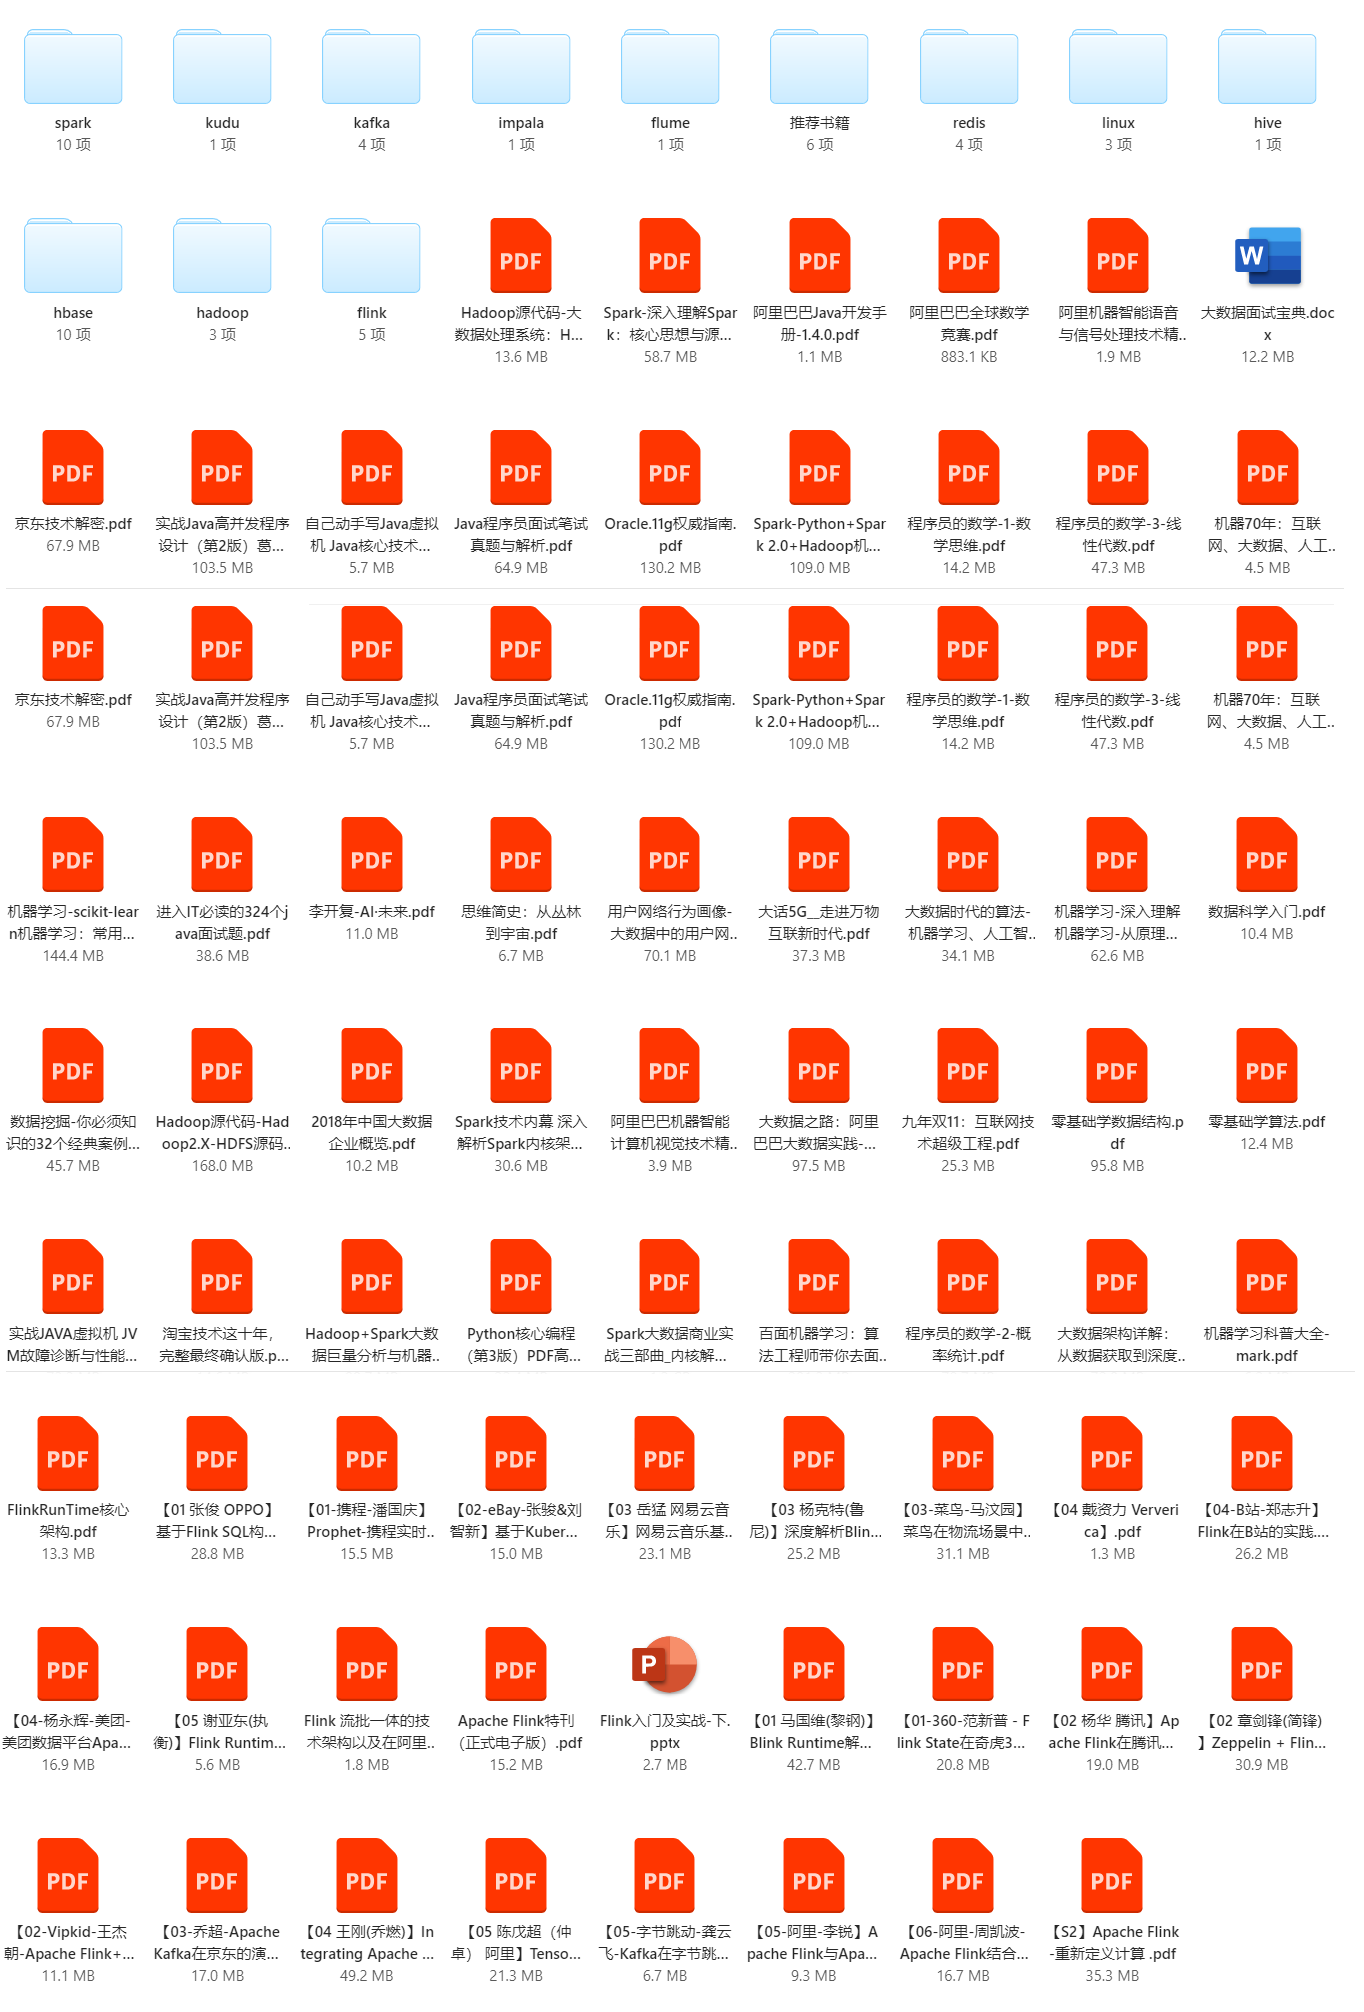 spark
10 项
kudu
1 项
kafka
4 项
impala
1 项
flume
1 项
推荐书籍
6 项
redis
4 项
linux
3 项
hive
1 项
hbase
10 项
hadoop
3 项
flink
5 项
PDF
Hadoop源代码-大
数据处理系统：H...
13.6 MB
PDF
Spark-深入理解Spar
k：核心思想与源...
58.7 MB
PDF
阿里巴巴Java开发手
册-1.4.0.pdf
1.1 MB
PDF
阿里巴巴全球数学
竞赛.pdf
883.1 KB
PDF
阿里机器智能语音
与信号处理技术精..
1.9 MB
W
大数据面试宝典.doc
x
12.2 MB
PDF
京东技术解密.pdf
67.9 MB
PDF
实战Java高并发程序
设计（第2版）葛...
103.5 MB
PDF
自己动手写Java虚拟
机 Java核心技术...
5.7 MB
PDF
Java程序员面试笔试
真题与解析.pdf
64.9 MB
PDF
Oracle.11g权威指南.
pdf
130.2 MB
PDF
Spark-Python+Spar
k 2.0+Hadoop机...
109.0 MB
PDF
程序员的数学-1-数
学思维.pdf
14.2 MB
PDF
程序员的数学-3-线
性代数.pdf
47.3 MB
PDF
机器70年：互联
网、大数据、人工..
4.5 MB
PDF
京东技术解密.pdf
67.9 MB
PDF
实战Java高并发程序
设计（第2版）葛...
103.5 MB
PDF
自己动手写Java虚拟
机 Java核心技术...
5.7 MB
PDF
Java程序员面试笔试
真题与解析.pdf
64.9 MB
PDF
Oracle.11g权威指南.
pdf
130.2 MB
PDF
Spark-Python+Spar
k 2.0+Hadoop机...
109.0 MB
PDF
程序员的数学-1-数
学思维.pdf
14.2 MB
PDF
程序员的数学-3-线
性代数.pdf
47.3 MB
PDF
机器70年：互联
网、大数据、人工..
4.5 MB
PDF
机器学习-scikit-lear
n机器学习：常用...
144.4 MB
PDF
进入IT必读的324个j
ava面试题.pdf
38.6 MB
PDF
李开复-AI·未来.pdf
11.0 MB
PDF
思维简史：从丛林
到宇宙.pdf
6.7 MB
PDF
用户网络行为画像-
大数据中的用户网..
70.1 MB
PDF
大话5G__走进万物
互联新时代.pdf
37.3 MB
PDF
大数据时代的算法-
机器学习、人工智..
34.1 MB
PDF
机器学习-深入理解
机器学习-从原理...
62.6 MB
PDF
数据科学入门.pdf
10.4 MB
PDF
数据挖掘-你必须知
识的32个经典案例...
45.7 MB
PDF
Hadoop源代码-Had
oop2.X-HDFS源码..
168.0 MB
PDF
2018年中国大数据
企业概览.pdf
10.2 MB
PDF
Spark技术内幕 深入
解析Spark内核架...
30.6 MB
PDF
阿里巴巴机器智能
计算机视觉技术精..
3.9 MB
PDF
大数据之路：阿里
巴巴大数据实践-...
97.5 MB
PDF
九年双11：互联网技
术超级工程.pdf
25.3 MB
PDF
零基础学数据结构.p
df
95.8 MB
PDF
零基础学算法.pdf
12.4 MB
PDF
实战JAVA虚拟机 JV
M故障诊断与性能...
PDF
淘宝技术这十年，
完整最终确认版.p...
PDF
Hadoop+Spark大数
据巨量分析与机器..
PDF
Python核心编程
（第3版）PDF高...
PDF
Spark大数据商业实
战三部曲_内核解...
PDF
百面机器学习：算
法工程师带你去面..
PDF
程序员的数学-2-概
率统计.pdf
PDF
大数据架构详解：
从数据获取到深度..
PDF
机器学习科普大全-
mark.pdf
PDF
FlinkRunTime核心
架构.pdf
13.3 MB
PDF
【01 张俊 OPPO】
基于Flink SQL构...
28.8 MB
PDF
【01-携程-潘国庆】
Prophet-携程实时..
15.5 MB
PDF
【02-eBay-张骏&刘
智新】基于Kuber...
15.0 MB
PDF
【03 岳猛 网易云音
乐】网易云音乐基..
23.1 MB
PDF
【03 杨克特(鲁
尼)】深度解析Blin...
25.2 MB
PDF
【03-菜鸟-马汶园】
菜鸟在物流场景中..
31.1 MB
PDF
【04 戴资力 Ververi
ca】.pdf
1.3 MB
PDF
【04-B站-郑志升】
Flink在B站的实践....
26.2 MB
PDF
【04-杨永辉-美团-
美团数据平台Apa...
16.9 MB
PDF
【05 谢亚东(执
衡)】Flink Runtim...
5.6 MB
PDF
Flink 流批一体的技
术架构以及在阿里..
1.8 MB
PDF
Apache Flink特刊
（正式电子版）.pdf
15.2 MB
P
Flink入门及实战-下.
pptx
2.7 MB
PDF
【01 马国维(黎钢)】
Blink Runtime解...
42.7 MB
PDF
【01-360-范新普 - F
link State在奇虎3...
20.8 MB
PDF
【02 杨华 腾讯】Ap
ache Flink在腾讯...
19.0 MB
PDF
【02 章剑锋(简锋)
】Zeppelin + Flin...
30.9 MB
PDF
【02-Vipkid-王杰
朝-Apache Flink+...
11.1 MB
PDF
【03-乔超-Apache
Kafka在京东的演...
17.0 MB
PDF
【04 王刚(乔燃)】In
tegrating Apache ...
49.2 MB
PDF
【05 陈戊超（仲
卓） 阿里】Tenso...
21.3 MB
PDF
【05-字节跳动-龚云
飞-Kafka在字节跳...
6.7 MB
PDF
【05-阿里-李锐】A
pache Flink与Apa...
9.3 MB
PDF
【06-阿里-周凯波-
Apache Flink结合...
16.7 MB
PDF
【S2】Apache Flink
-重新定义计算 .pdf
35.3 MB